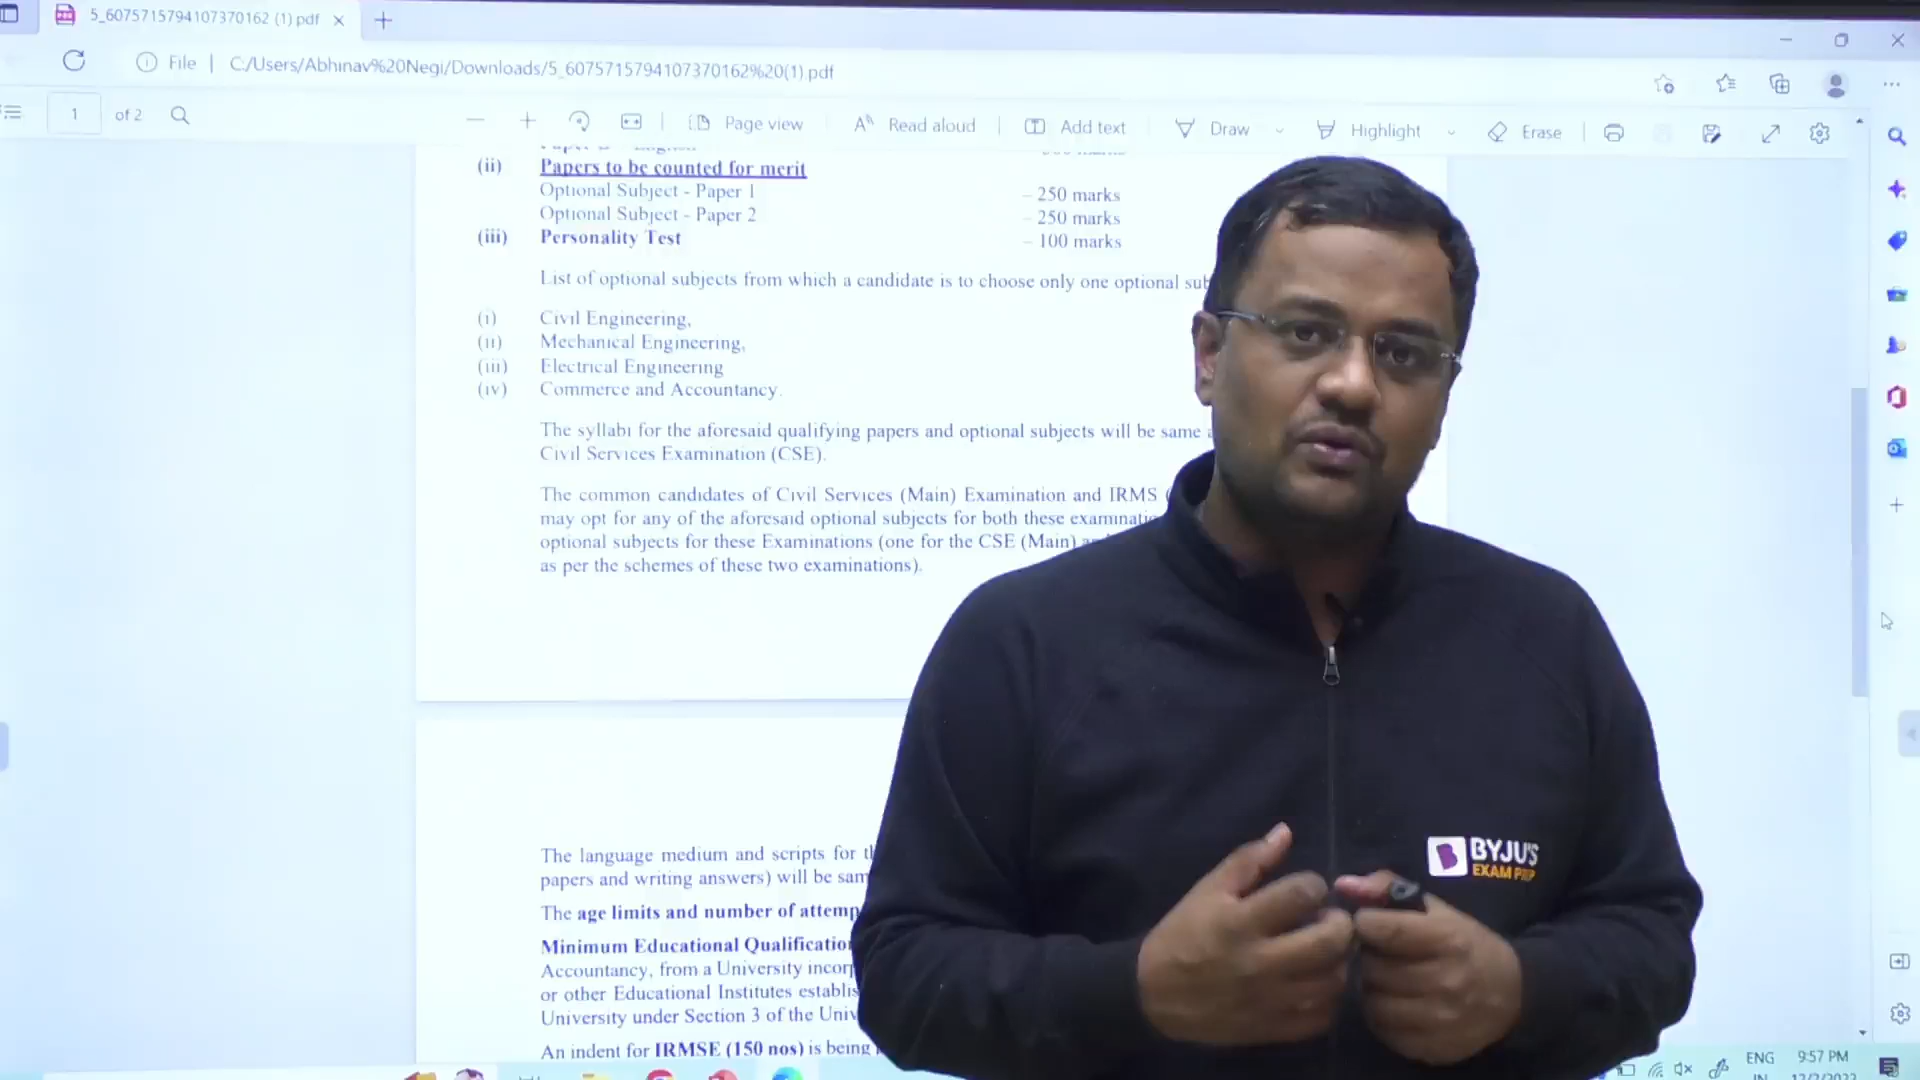 5_6075715794107370162 (1).pdf
File | C:/Users/Abhinav%20Negi/Downloads/5_6075715794107370162%20(1).pdf
1 of 2
Page view
Read aloud
Add text
Draw
Highlight
Erase
(ii) Papers to be counted for merit
Optional Subject - Paper 1 – 250 marks
Optional Subject - Paper 2 – 250 marks
(iii) Personality Test – 100 marks
List of optional subjects from which a candidate is to choose only one optional
(i) Civil Engineering,
(ii) Mechanical Engineering,
(iii) Electrical Engineering
(iv) Commerce and Accountancy.
The syllabi for the aforesaid qualifying papers and optional subjects will be same
Civil Services Examination (CSE).
The common candidates of Civil Services (Main) Examination and IRMS (
may opt for any of the aforesaid optional subjects for both these
optional subjects for these Examinations (one for the CSE (Main)
as per the schemes of these two examinations).
The language medium and scripts for
papers and writing answers) will be
The age limits and number of
Minimum Educational
Accountancy, from a University
or other Educational Institutes
University under Section 3 of the
An indent for IRMSE (150 nos) is being
BYJU'S
EXAM PREP
ENG
9:57 PM
IN